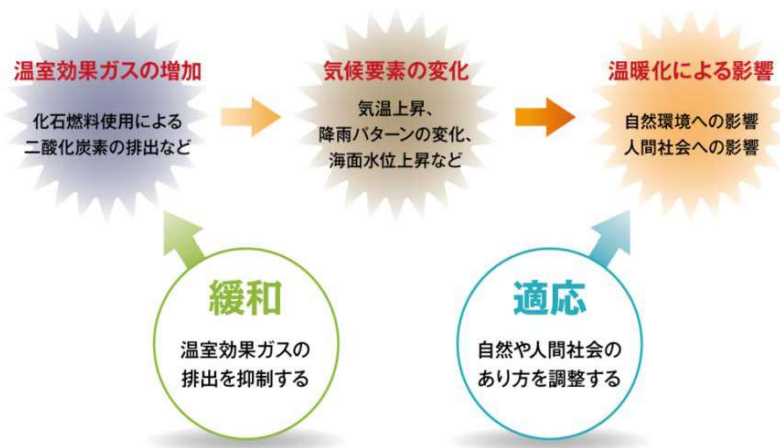 温室効果ガスの増加
化石燃料使用による
二酸化炭素の排出など
気候要素の変化
気温上昇、
降雨パターンの変化、
海面水位上昇など
温暖化による影響
自然環境への影響
人間社会への影響
緩和
温室効果ガスの
排出を抑制する
適応
自然や人間社会の
あり方を調整する